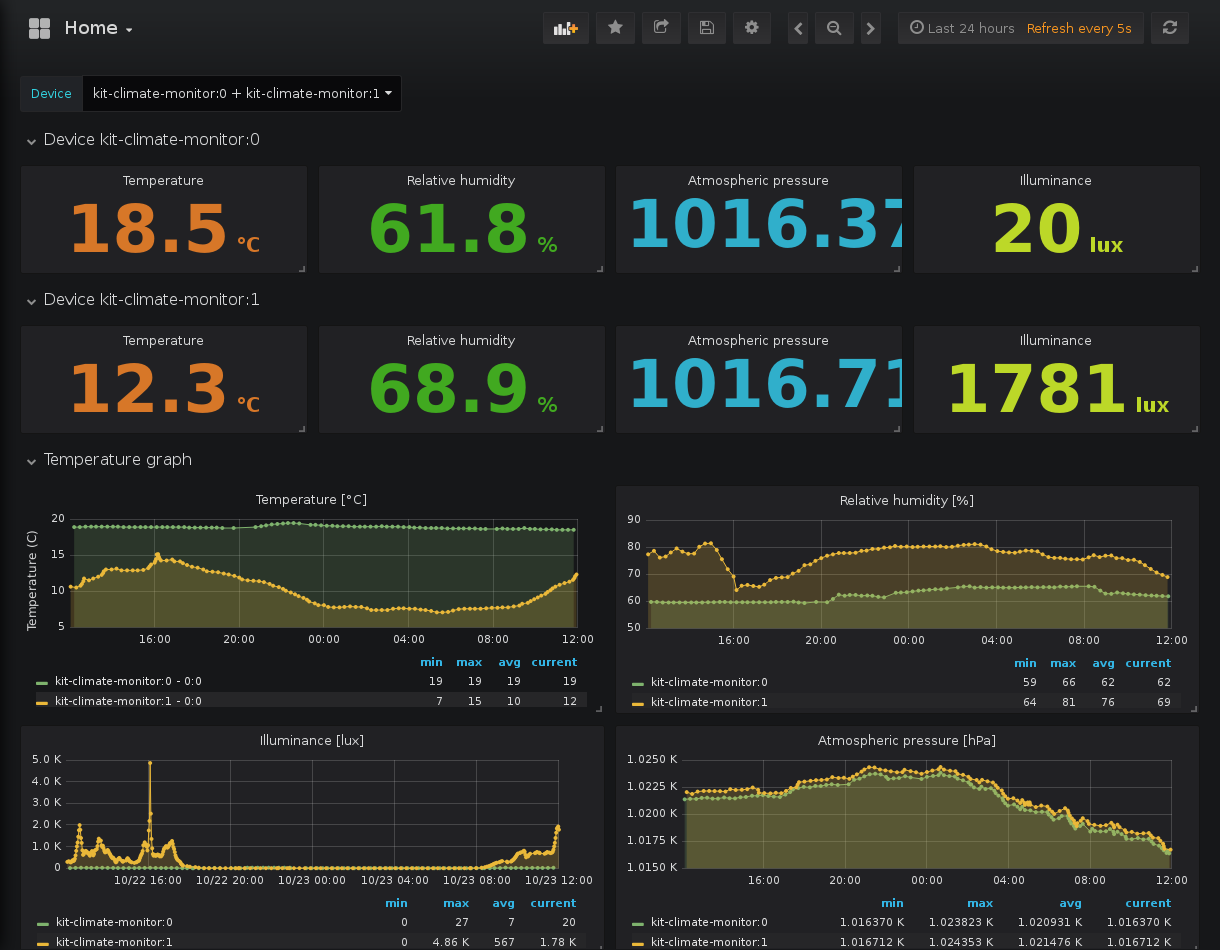 Home
Last 24 hours Refresh every 5s
Device kit-climate-monitor:0 + kit-climate-monitor:1
Device kit-climate-monitor:0
Temperature Relative humidity Atmospheric pressure Illuminance
18.5 °C 61.8 % 1016.37 20 lux
Device kit-climate-monitor:1
Temperature Relative humidity Atmospheric pressure Illuminance
12.3 °C 68.9 % 1016.71 1781 lux
Temperature graph
Temperature [°C]
Temperature (C)
20
15
10
5
16:00 20:00 00:00 04:00 08:00 12:00
min max avg current
kit-climate-monitor:0 - 0:0 19 19 19 19
kit-climate-monitor:1 - 0:0 7 15 10 12
Relative humidity [%]
90
80
70
60
50
16:00 20:00 00:00 04:00 08:00 12:00
min max avg current
kit-climate-monitor:0 59 66 62 62
kit-climate-monitor:1 64 81 76 69
Illuminance [lux]
5.0 K
4.0 K
3.0 K
2.0 K
1.0 K
0
10/22 16:00 10/22 20:00 10/23 00:00 10/23 04:00 10/23 08:00 10/23 12:00
min max avg current
kit-climate-monitor:0 0 27 7 20
kit-climate-monitor:1 0 4.86 K 567 1.78 K
Atmospheric pressure [hPa]
1.0250 K
1.0225 K
1.0200 K
1.0175 K
1.0150 K
16:00 20:00 00:00 04:00 08:00 12:00
min max avg current
kit-climate-monitor:0 1.016370 K 1.023823 K 1.020931 K 1.016370 K
kit-climate-monitor:1 1.016712 K 1.024353 K 1.021476 K 1.016712 K